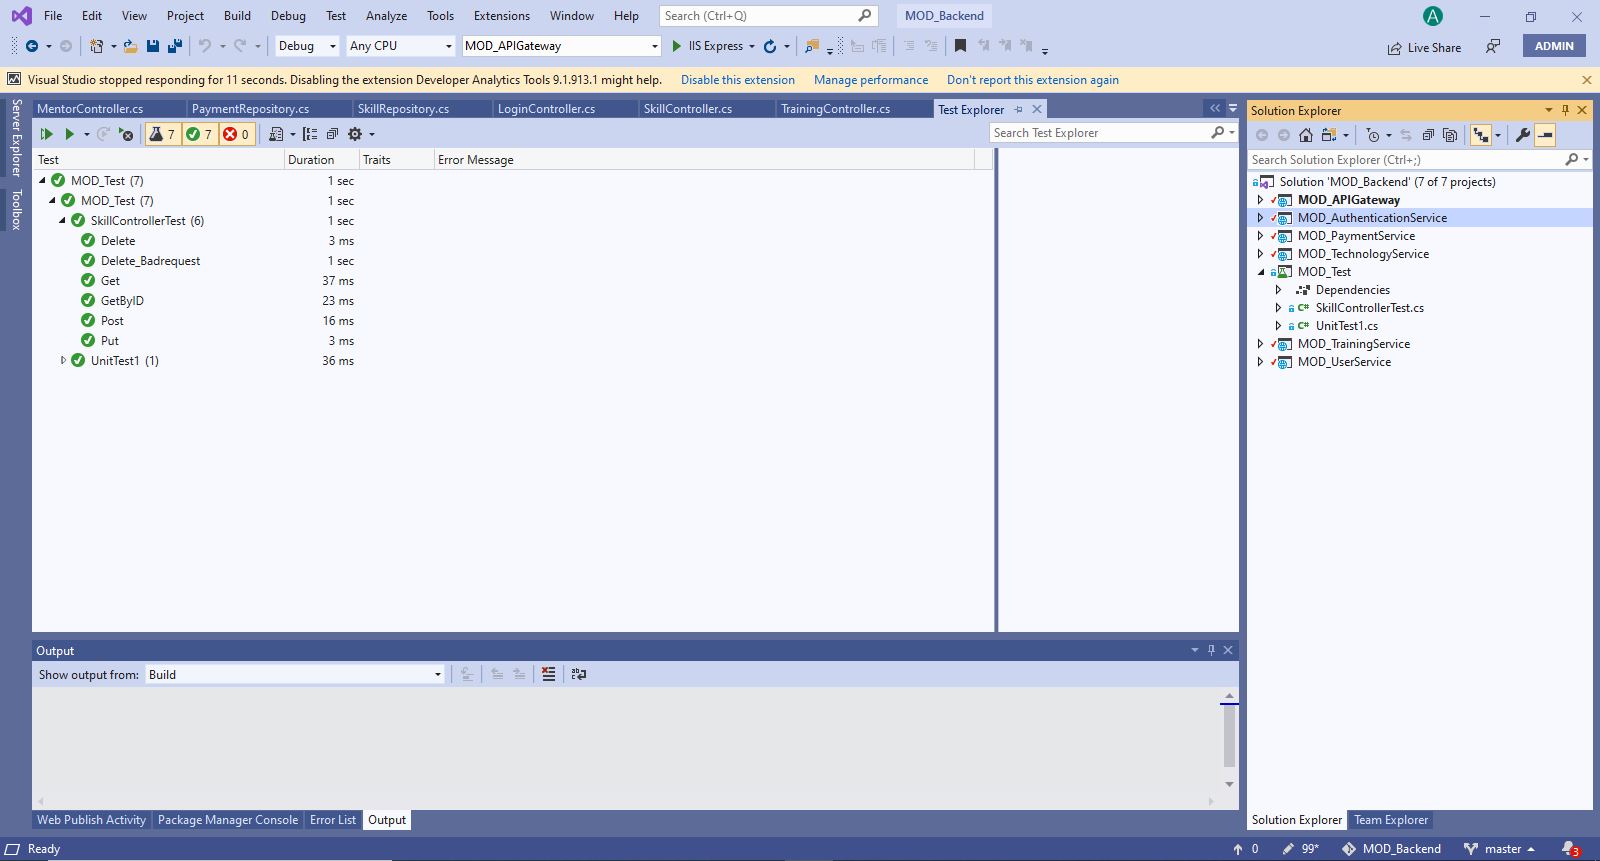 File Edit View Project Build Debug Test Analyze Tools Extensions Window Help Search (Ctrl+Q) MOD_Backend A
Debug Any CPU MOD_APIGateway IIS Express Live Share ADMIN
Visual Studio stopped responding for 11 seconds. Disabling the extension Developer Analytics Tools 9.1.913.1 might help. Disable this extension Manage performance Don't report this extension again
Server Explorer
Toolbox
MentorController.cs PaymentRepository.cs SkillRepository.cs LoginController.cs SkillController.cs TrainingController.cs Test Explorer
7 7 0 Search Test Explorer
Test Duration Traits Error Message
MOD_Test (7) 1 sec
MOD_Test (7) 1 sec
SkillControllerTest (6) 1 sec
Delete 3 ms
Delete_Badrequest 1 sec
Get 37 ms
GetByID 23 ms
Post 16 ms
Put 3 ms
UnitTest1 (1) 36 ms
Output
Show output from: Build
Web Publish Activity Package Manager Console Error List Output
Solution Explorer
Search Solution Explorer (Ctrl+;)
Solution 'MOD_Backend' (7 of 7 projects)
MOD_APIGateway
MOD_AuthenticationService
MOD_PaymentService
MOD_TechnologyService
MOD_Test
Dependencies
C# SkillControllerTest.cs
C# UnitTest1.cs
MOD_TrainingService
MOD_UserService
Solution Explorer Team Explorer
Ready 0 99* MOD_Backend master 3